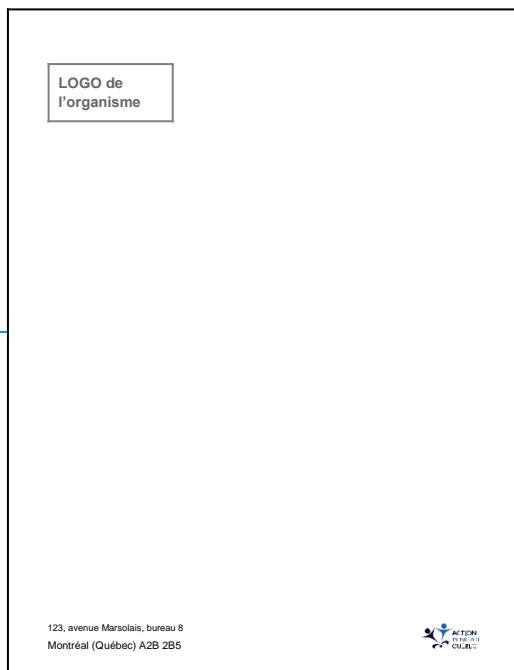 LOGO de
l’organisme
123, avenue Marsolais, bureau 8
Montréal (Québec) A2B 2B5
ACTION